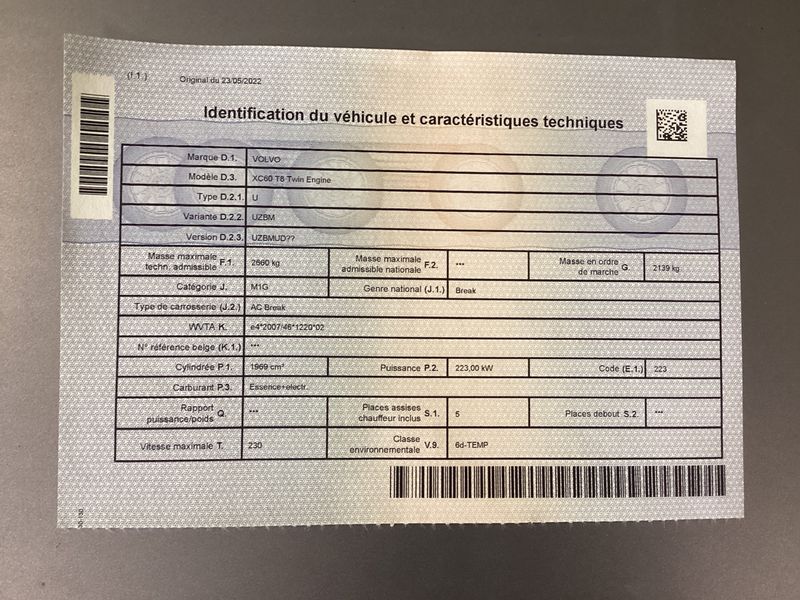 (I 1) Original du 23/05/2022
Identification du véhicule et caractéristiques techniques
Marque D.1. VOLVO
Modèle D.3. XC60 T8 Twin Engine
Type D.2.1. U
Variante D.2.2. UZBM
Version D.2.3. UZBMUD??
Masse maximale techn. admissible F.1. 2660 kg Masse maximale admissible nationale F.2. *** Masse en ordre de marche G. 2139 kg
Catégorie J. M1G Genre national (J.1.) Break
Type de carrosserie (J.2.) AC Break
WVTA K. e4*2007/46*1220*02
N° référence belge (K.1.) ***
Cylindrée P.1. 1969 cm³ Puissance P.2. 223,00 kW Code (E.1.) 223
Carburant P.3. Essence+electr.
Rapport puissance/poids Q. *** Places assises chauffeur inclus S.1. 5 Places debout S.2. ***
Vitesse maximale T. 230 Classe environnementale V.9. 6d-TEMP